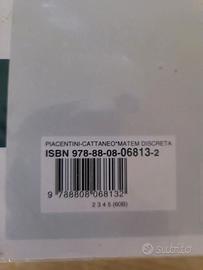 PIACENTINI-CATTANEO*MATEM DISCRETA
ISBN 978-88-08-06813-2
9 788808 068132
2 3 4 5 (60B)
subito